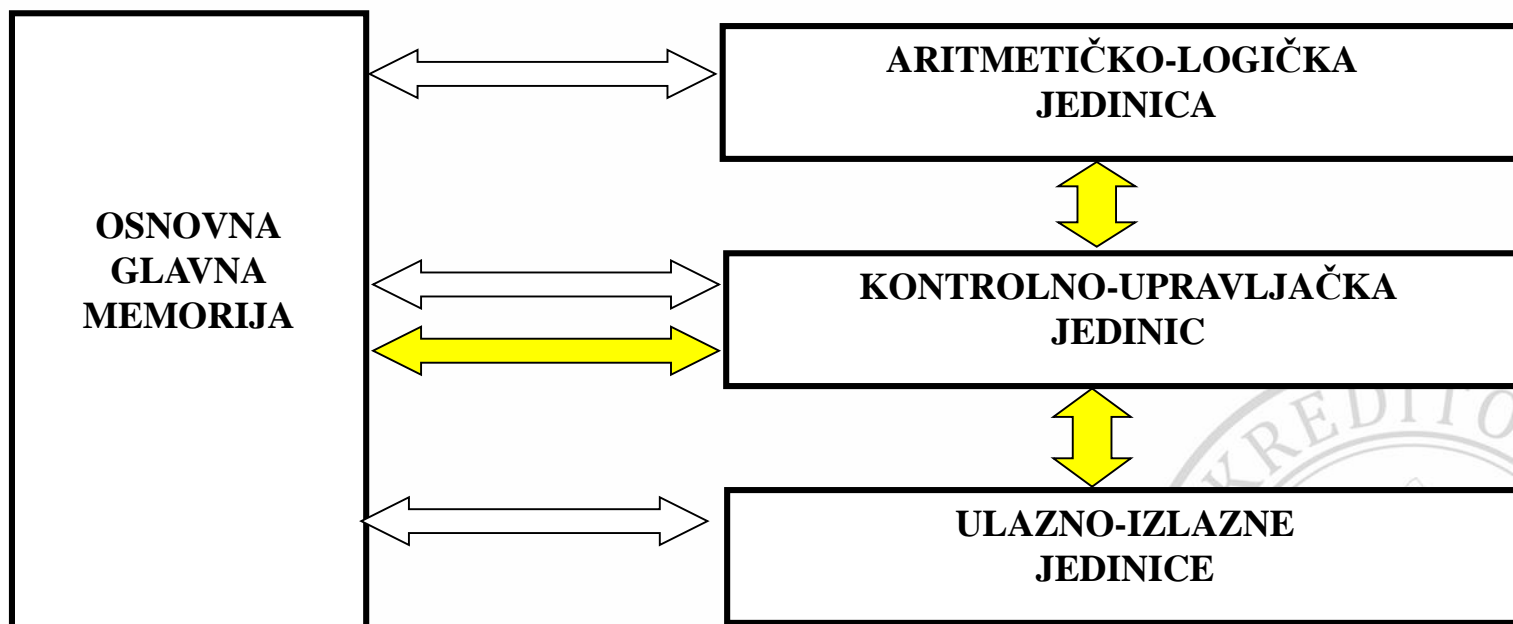 OSNOVNA
GLAVNA
MEMORIJA
ARITMETIČKO-LOGIČKA
JEDINICA
KONTROLNO-UPRAVLJAČKA
JEDINIC
ULAZNO-IZLAZNE
JEDINICE